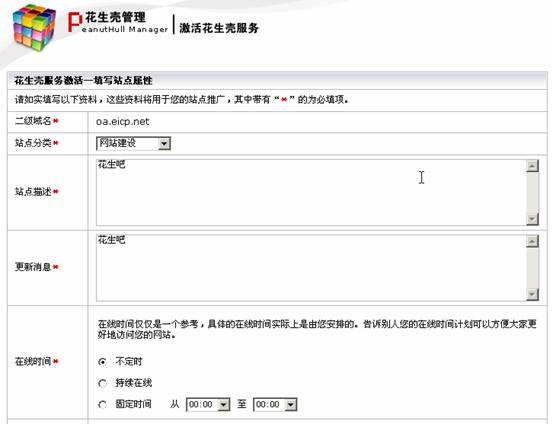 花生壳管理
PeanutHull Manager
激活花生壳服务
花生壳服务激活—填写站点属性
请如实填写以下资料，这些资料将用于您的站点推广，其中带有“*”的为必填项。
二级域名*
oa.eicp.net
站点分类*
网站建设
站点描述*
花生吧
更新消息*
花生吧
在线时间*
在线时间仅仅是一个参考，具体的在线时间实际上是由您安排的。告诉别人您的在线时间计划可以方便大家更
好地访问您的网站。
不定时
持续在线
固定时间 从 00:00 至 00:00